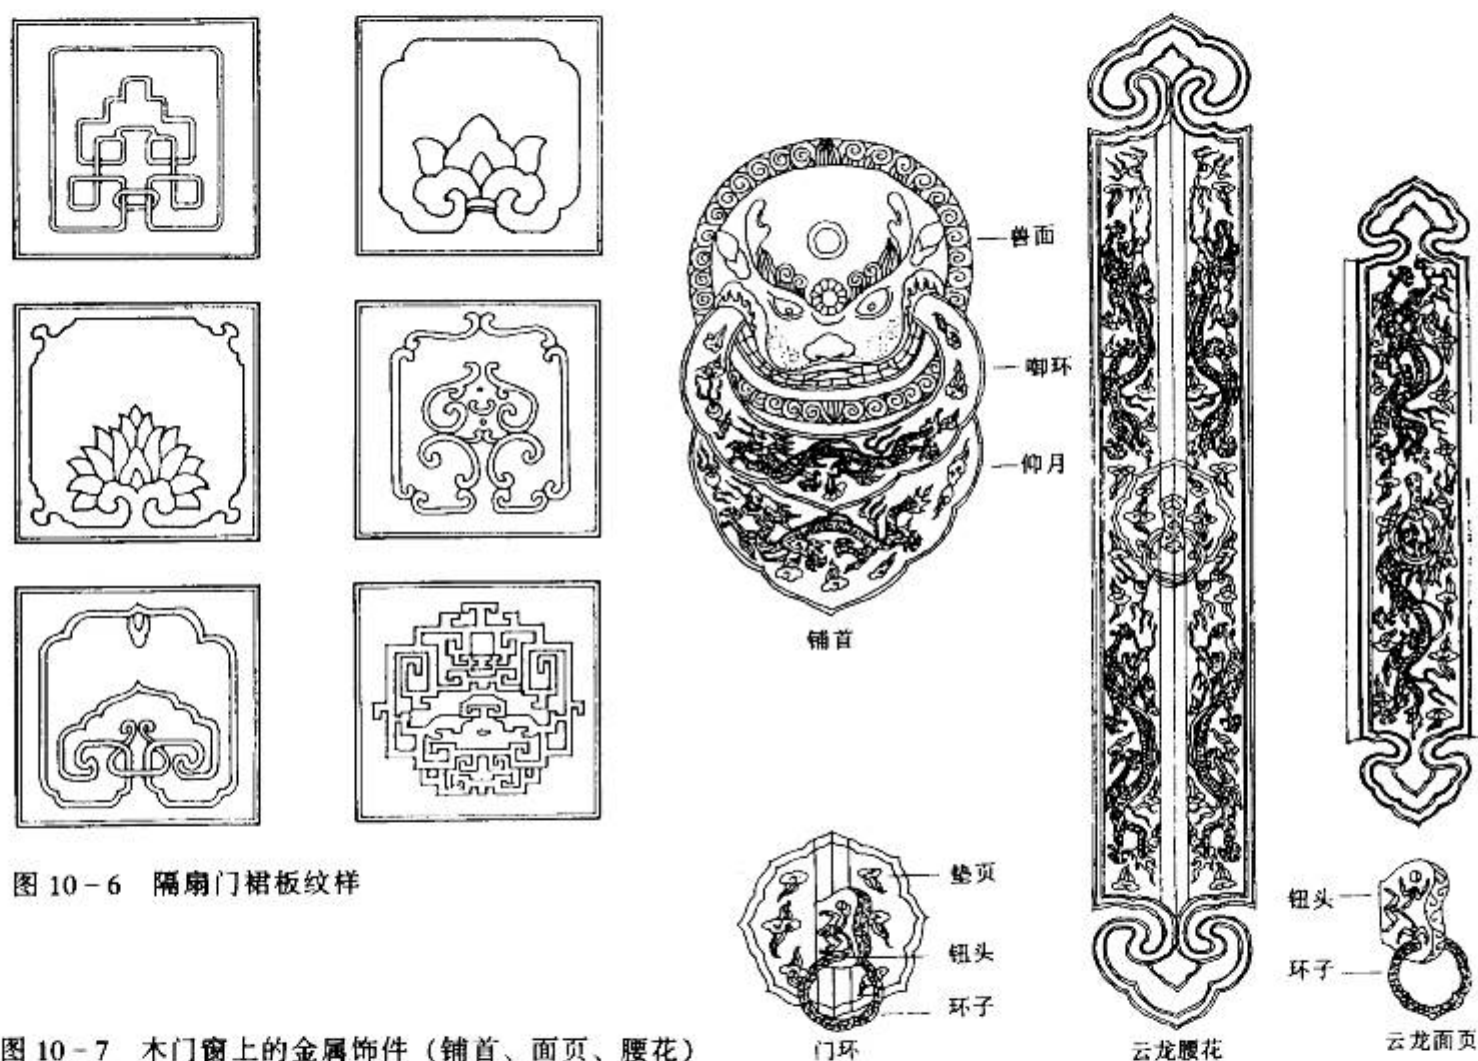 兽面
啣环
仰月
铺首
图 10-6 隔扇门裙板纹样
垫页
钮头
环子
门环
云龙腰花
钮头
环子
云龙面页
图 10-7 木门窗上的金属饰件（铺首、面页、腰花）